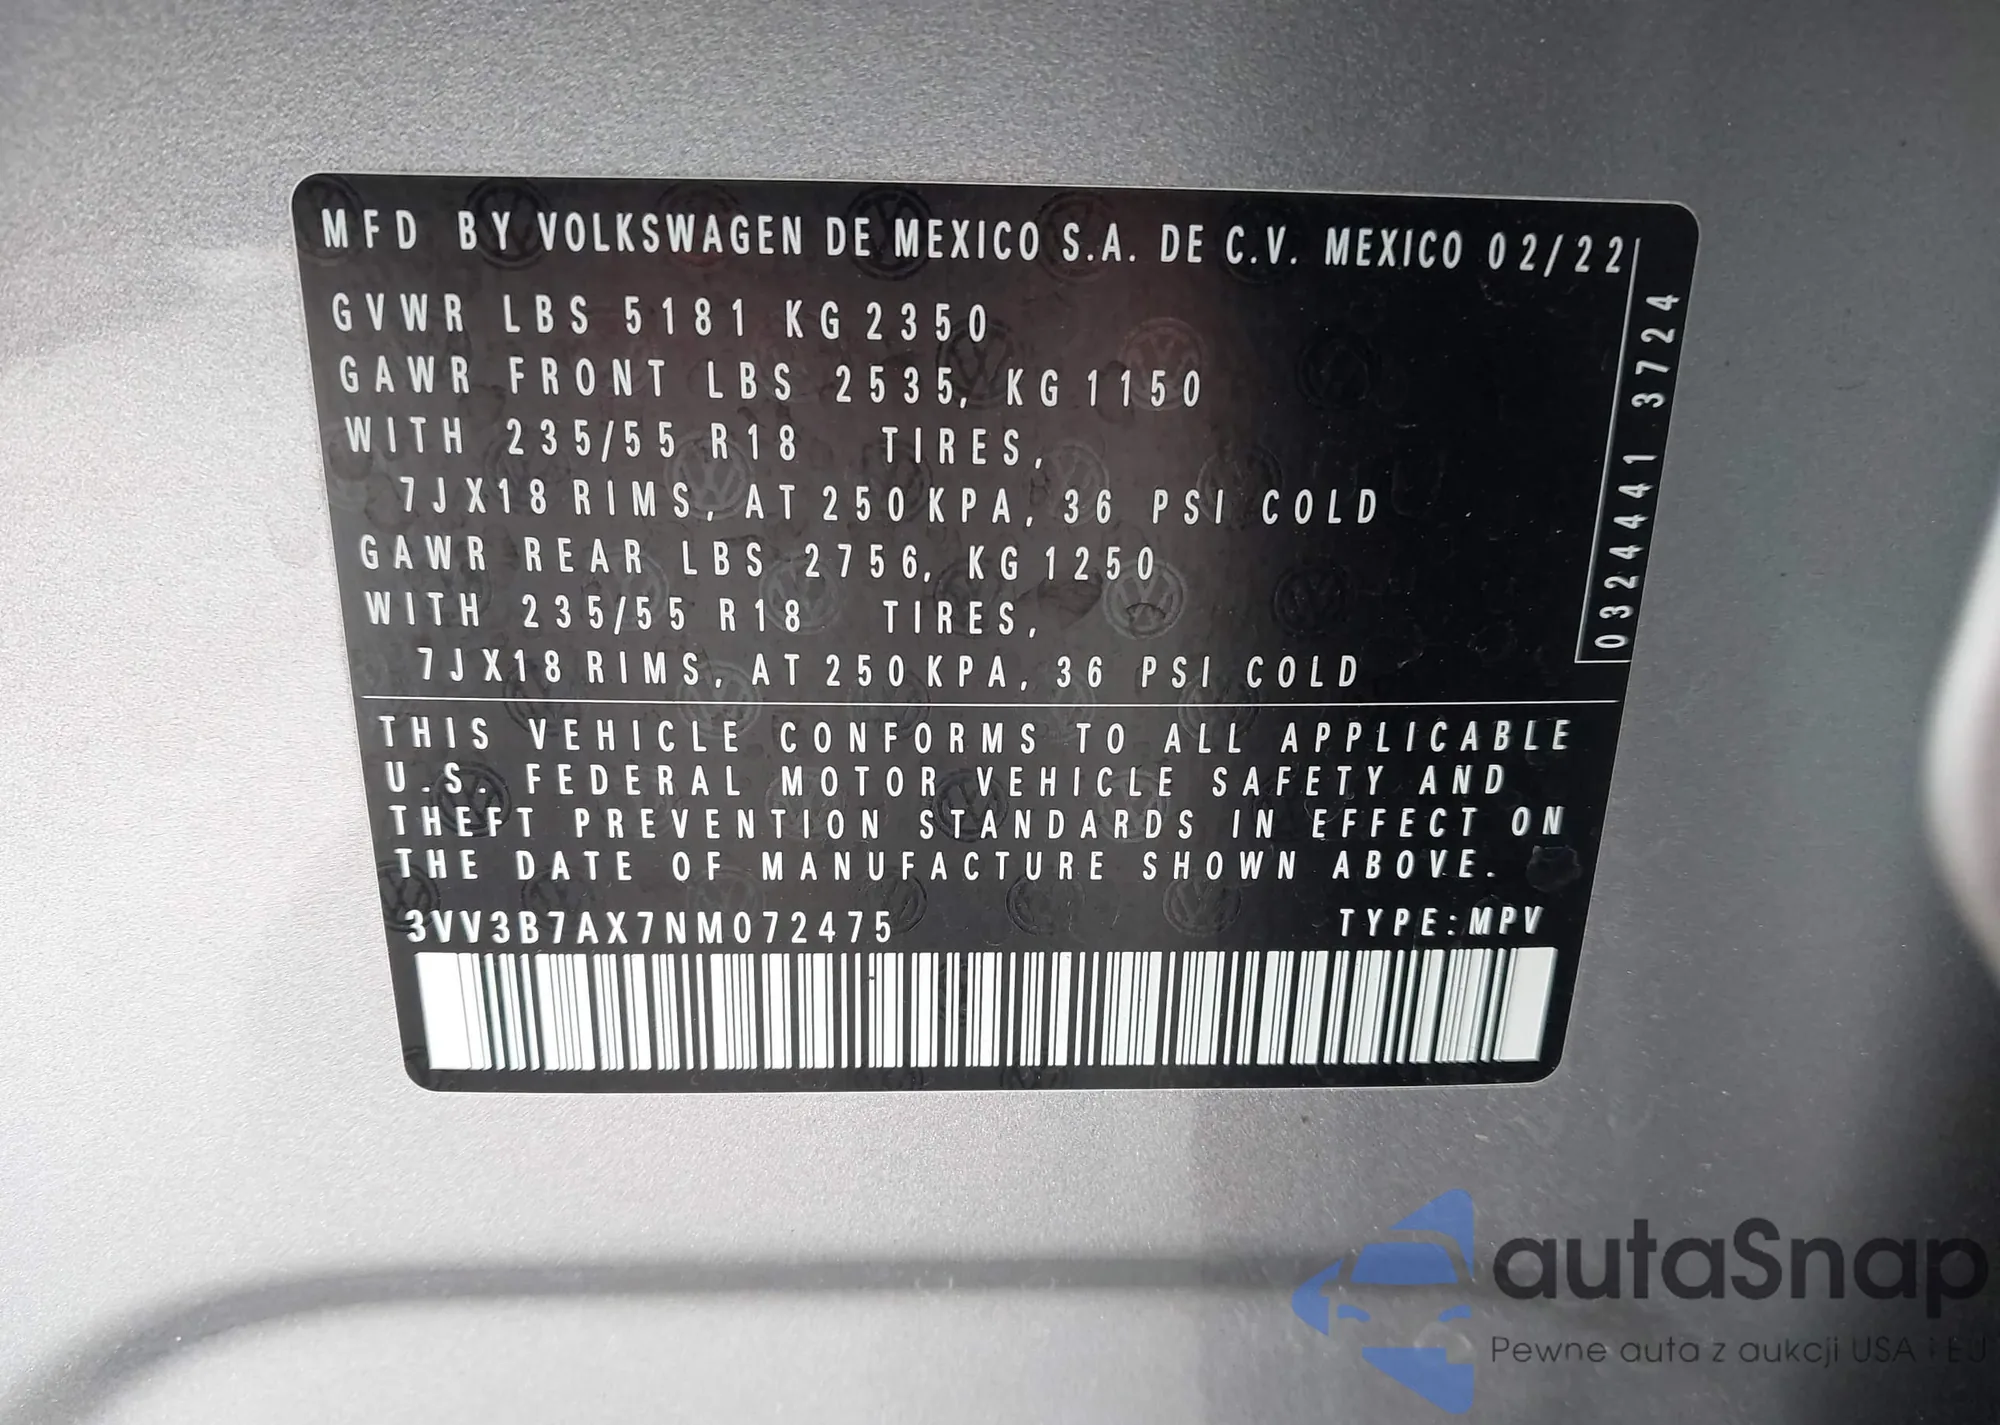 MFD BY VOLKSWAGEN DE MEXICO S.A. DE C.V. MEXICO 02/22
GVWR LBS 5181 KG 2350
GAWR FRONT LBS 2535, KG 1150
WITH 235/55 R18 TIRES,
7JX18 RIMS, AT 250 KPA, 36 PSI COLD
GAWR REAR LBS 2756, KG 1250
WITH 235/55 R18 TIRES,
7JX18 RIMS, AT 250 KPA, 36 PSI COLD
0324441 3724
THIS VEHICLE CONFORMS TO ALL APPLICABLE
U.S. FEDERAL MOTOR VEHICLE SAFETY AND
THEFT PREVENTION STANDARDS IN EFFECT ON
THE DATE OF MANUFACTURE SHOWN ABOVE.
3VV3B7AX7NM072475 TYPE: MPV
autaSnap
Pewne auta z aukcji USA i EU